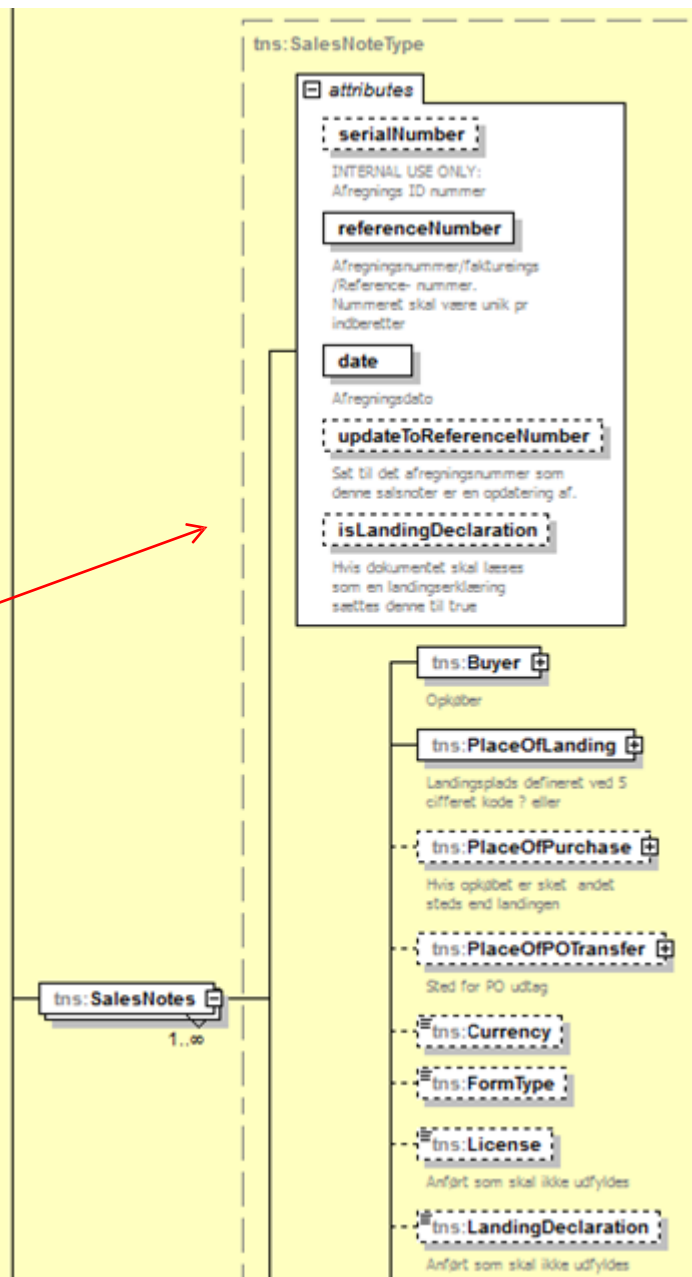 tns:SalesNoteType
attributes
serialNumber
INTERNAL USE ONLY:
Afregnings ID nummer
referenceNumber
Afregningsnummer/faktureings
/Reference- nummer.
Nummeret skal være unik pr
indberetter
date
Afregningsdato
updateToReferenceNumber
Sat til det afregningsnummer som
denne salsnoter er en opdatering af.
isLandingDeclaration
Hvis dokumentet skal læeses
som en landingserklæring
sættes denne til true
tns:Buyer
Opkøber
tns:PlaceOfLanding
Landingsplads defineret ved 5
cifferet kode ? eller
tns:PlaceOfPurchase
Hvis opkøbet er sket andet
steds end landingen
tns:PlaceOfPOTransfer
Sted for PO udtag
tns:SalesNotes
1..∞
tns:Currency
tns:FormType
tns:License
Anført som skal ikke udfyldes
tns:LandingDeclaration
Anført som skal ikke udfyldes